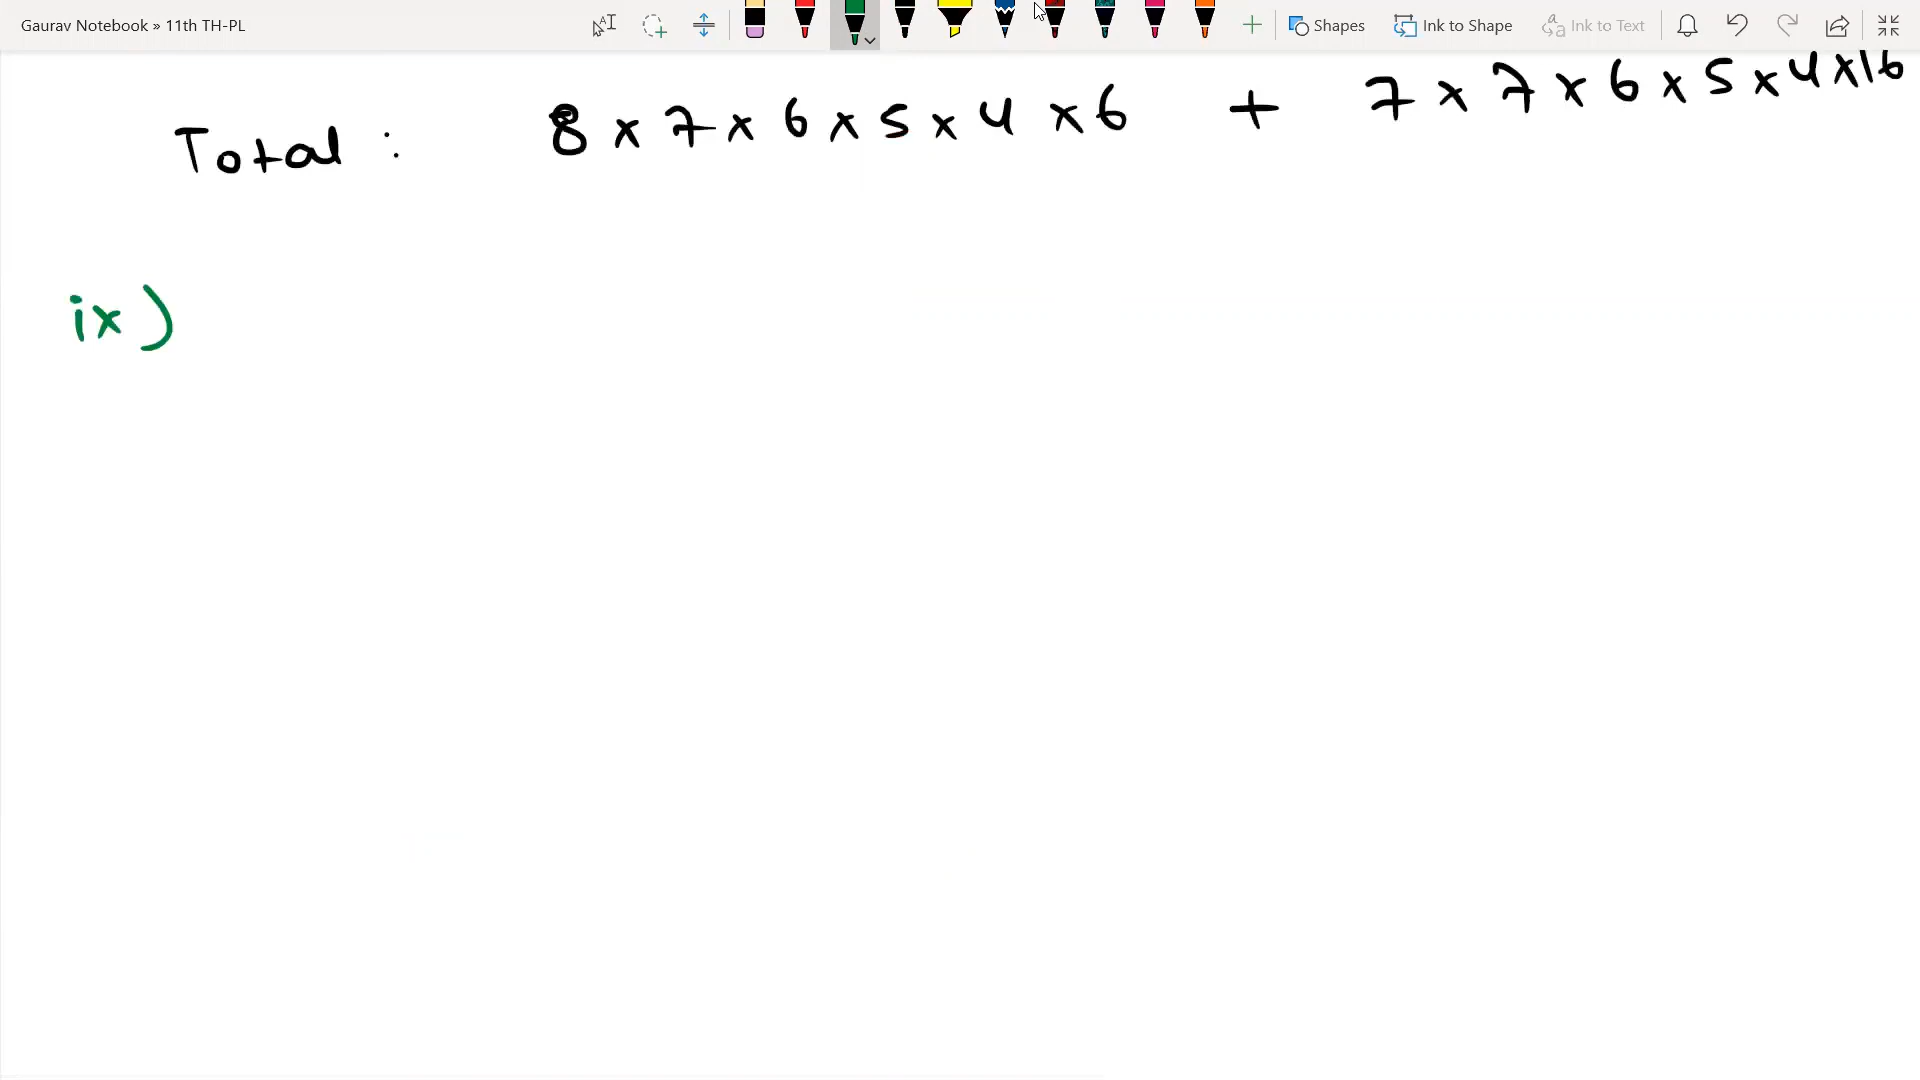 Gaurav Notebook » 11th TH-PL Shapes Ink to Shape Ink to Text
Total : 8 x 7 x 6 x 5 x 4 x 6 + 7 x 7 x 6 x 5 x 4 x 16
ix)